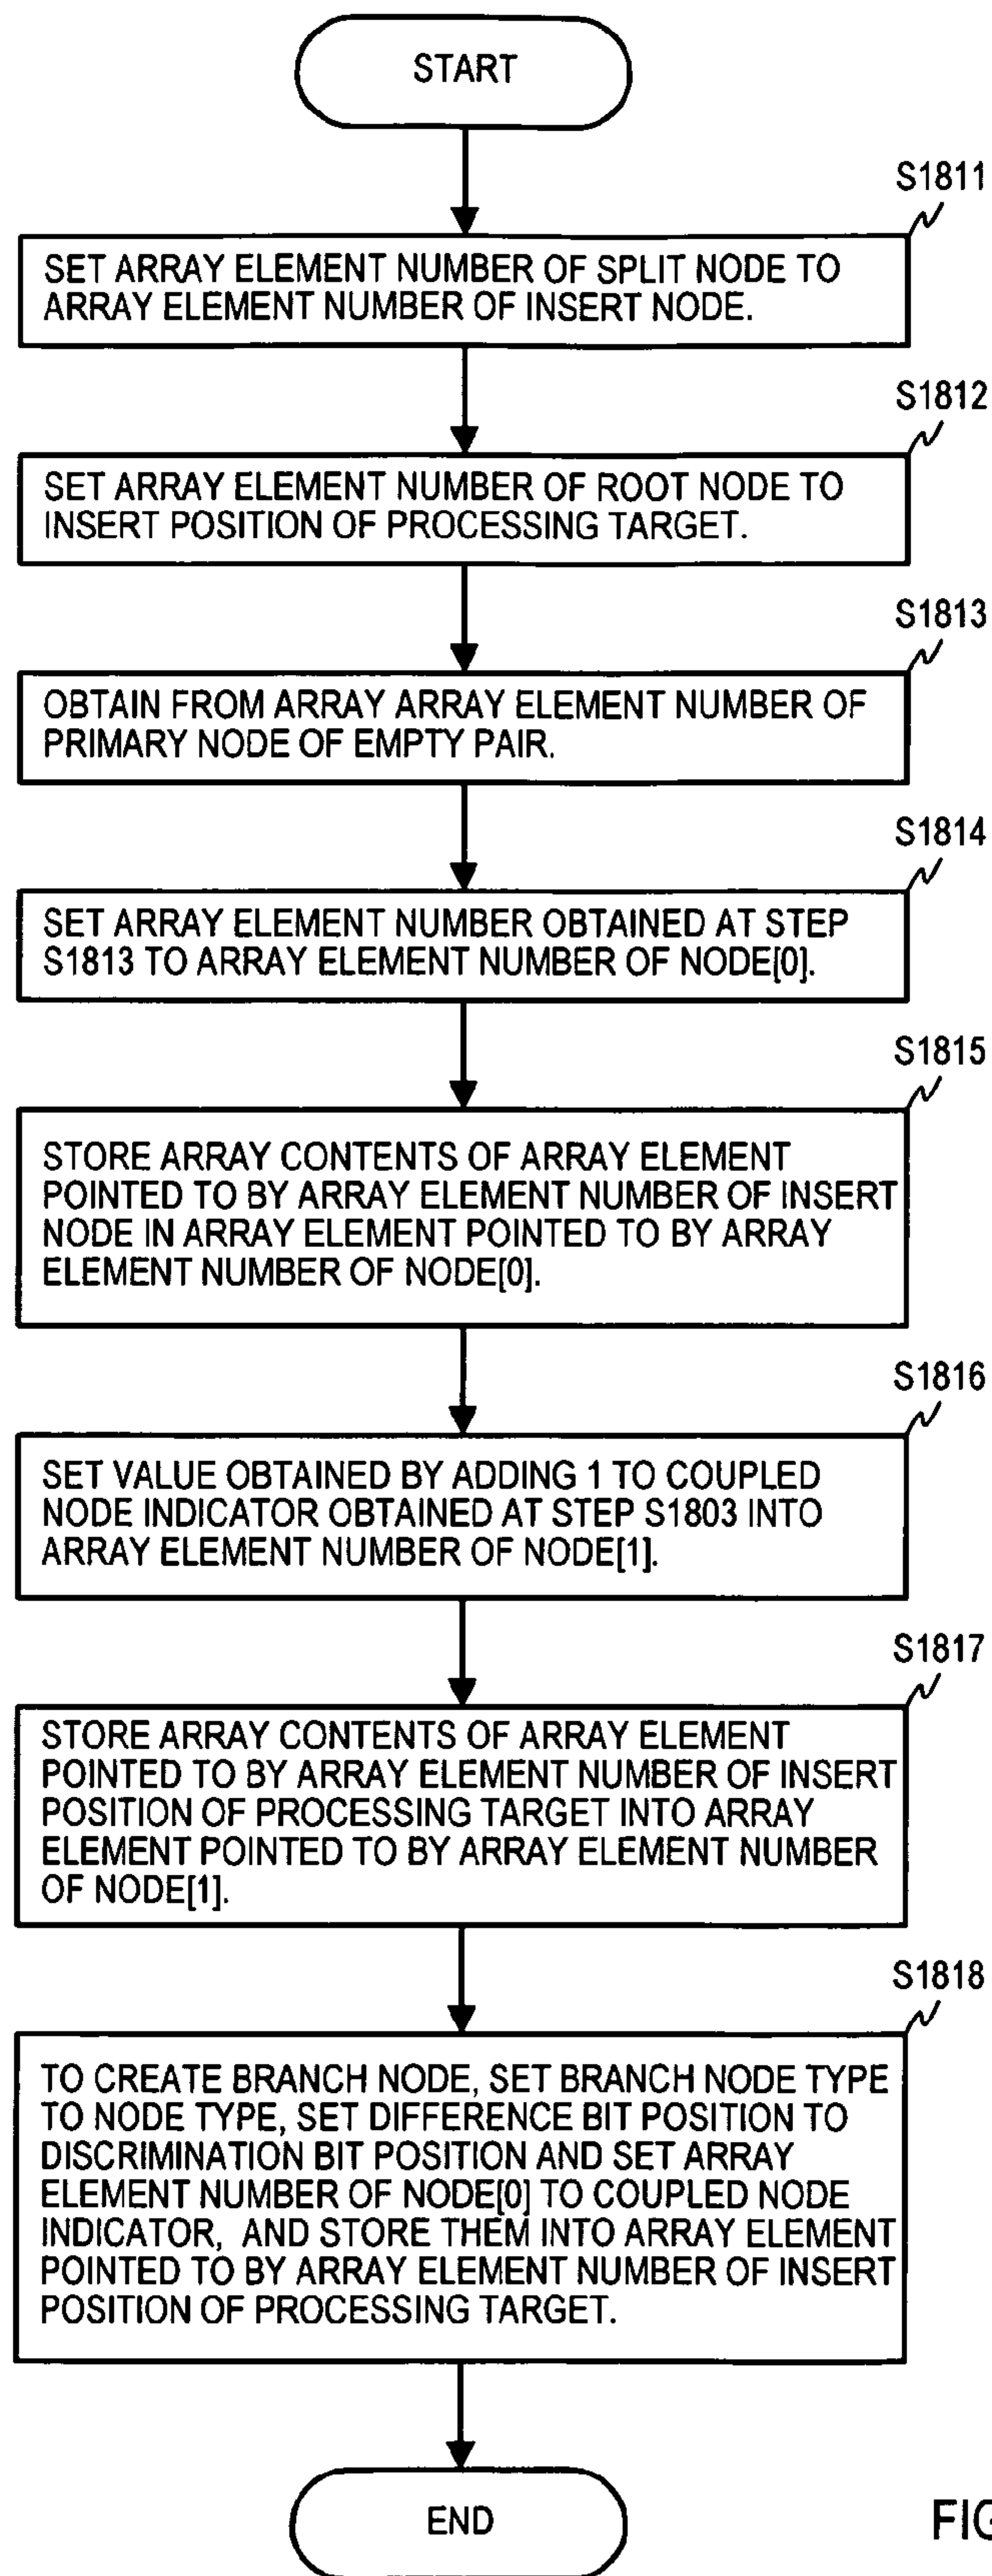 START
S1811
SET ARRAY ELEMENT NUMBER OF SPLIT NODE TO
ARRAY ELEMENT NUMBER OF INSERT NODE.
S1812
SET ARRAY ELEMENT NUMBER OF ROOT NODE TO
INSERT POSITION OF PROCESSING TARGET.
S1813
OBTAIN FROM ARRAY ARRAY ELEMENT NUMBER OF
PRIMARY NODE OF EMPTY PAIR.
S1814
SET ARRAY ELEMENT NUMBER OBTAINED AT STEP
S1813 TO ARRAY ELEMENT NUMBER OF NODE[0].
S1815
STORE ARRAY CONTENTS OF ARRAY ELEMENT
POINTED TO BY ARRAY ELEMENT NUMBER OF INSERT
NODE IN ARRAY ELEMENT POINTED TO BY ARRAY
ELEMENT NUMBER OF NODE[0].
S1816
SET VALUE OBTAINED BY ADDING 1 TO COUPLED
NODE INDICATOR OBTAINED AT STEP S1803 INTO
ARRAY ELEMENT NUMBER OF NODE[1].
S1817
STORE ARRAY CONTENTS OF ARRAY ELEMENT
POINTED TO BY ARRAY ELEMENT NUMBER OF INSERT
POSITION OF PROCESSING TARGET INTO ARRAY
ELEMENT POINTED TO BY ARRAY ELEMENT NUMBER
OF NODE[1].
S1818
TO CREATE BRANCH NODE, SET BRANCH NODE TYPE
TO NODE TYPE, SET DIFFERENCE BIT POSITION TO
DISCRIMINATION BIT POSITION AND SET ARRAY
ELEMENT NUMBER OF NODE[0] TO COUPLED NODE
INDICATOR, AND STORE THEM INTO ARRAY ELEMENT
POINTED TO BY ARRAY ELEMENT NUMBER OF INSERT
POSITION OF PROCESSING TARGET.
END
FIG